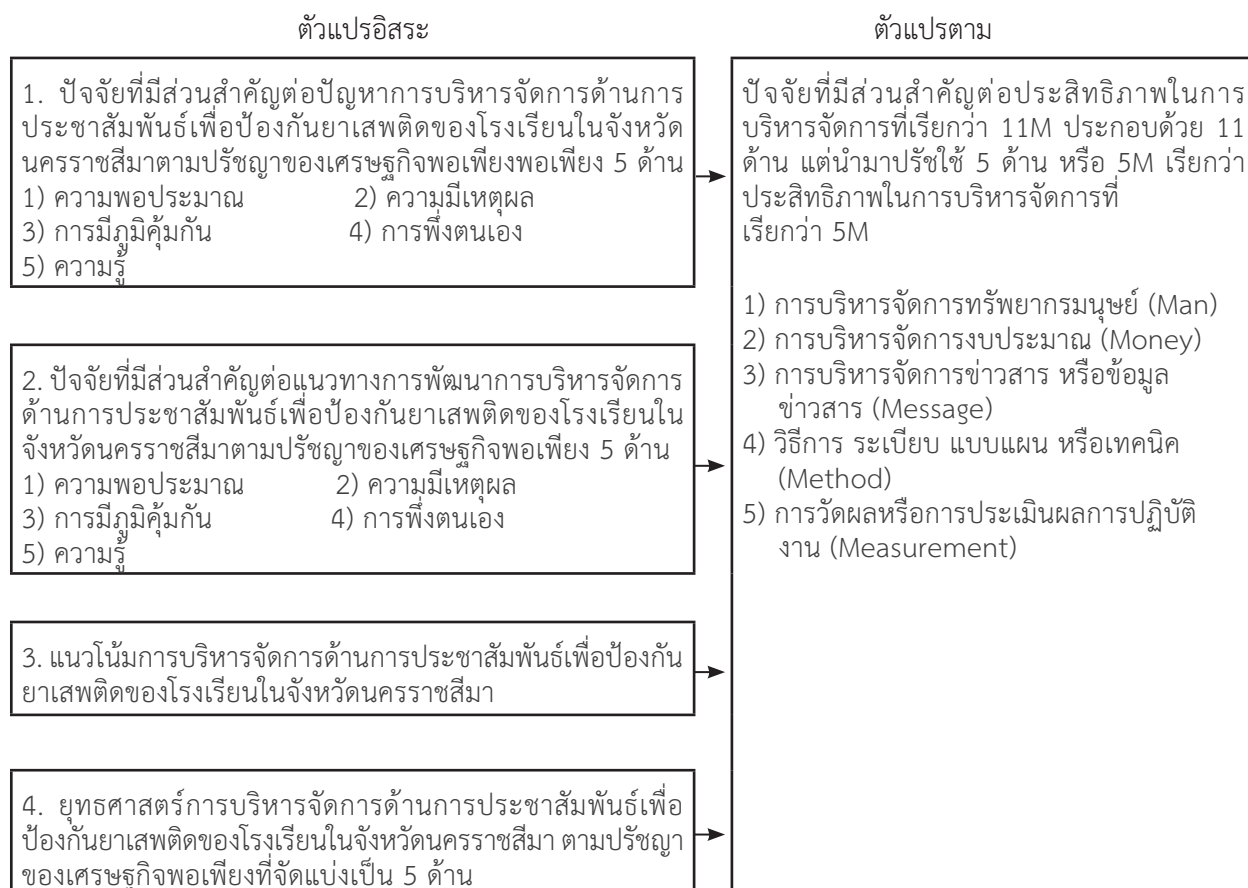 ตัวแปรอิสระ
1. ปัจจัยที่มีส่วนสำคัญต่อปัญหาการบริหารจัดการด้านการ
ประชาสัมพันธ์เพื่อป้องกันยาเสพติดของโรงเรียนในจังหวัด
นครราชสีมาตามปรัชญาของเศรษฐกิจพอเพียงพอเพียง 5 ด้าน
1) ความพอประมาณ 2) ความมีเหตุผล
3) การมีภูมิคุ้มกัน 4) การพึ่งตนเอง
5) ความรู้
2. ปัจจัยที่มีส่วนสำคัญต่อแนวทางการพัฒนาการบริหารจัดการ
ด้านการประชาสัมพันธ์เพื่อป้องกันยาเสพติดของโรงเรียนใน
จังหวัดนครราชสีมาตามปรัชญาของเศรษฐกิจพอเพียง 5 ด้าน
1) ความพอประมาณ 2) ความมีเหตุผล
3) การมีภูมิคุ้มกัน 4) การพึ่งตนเอง
5) ความรู้
3. แนวโน้มการบริหารจัดการด้านการประชาสัมพันธ์เพื่อป้องกัน
ยาเสพติดของโรงเรียนในจังหวัดนครราชสีมา
4. ยุทธศาสตร์การบริหารจัดการด้านการประชาสัมพันธ์เพื่อ
ป้องกันยาเสพติดของโรงเรียนในจังหวัดนครราชสีมา ตามปรัชญา
ของเศรษฐกิจพอเพียงที่จัดแบ่งเป็น 5 ด้าน
ตัวแปรตาม
ปัจจัยที่มีส่วนสำคัญต่อประสิทธิภาพในการ
บริหารจัดการที่เรียกว่า 11M ประกอบด้วย 11
ด้าน แต่นำมาปรัชใช้ 5 ด้าน หรือ 5M เรียกว่า
ประสิทธิภาพในการบริหารจัดการที่
เรียกว่า 5M
1) การบริหารจัดการทรัพยากรมนุษย์ (Man)
2) การบริหารจัดการงบประมาณ (Money)
3) การบริหารจัดการข่าวสาร หรือข้อมูล
ข่าวสาร (Message)
4) วิธีการ ระเบียบ แบบแผน หรือเทคนิค
(Method)
5) การวัดผลหรือการประเมินผลการปฏิบัติ
งาน (Measurement)